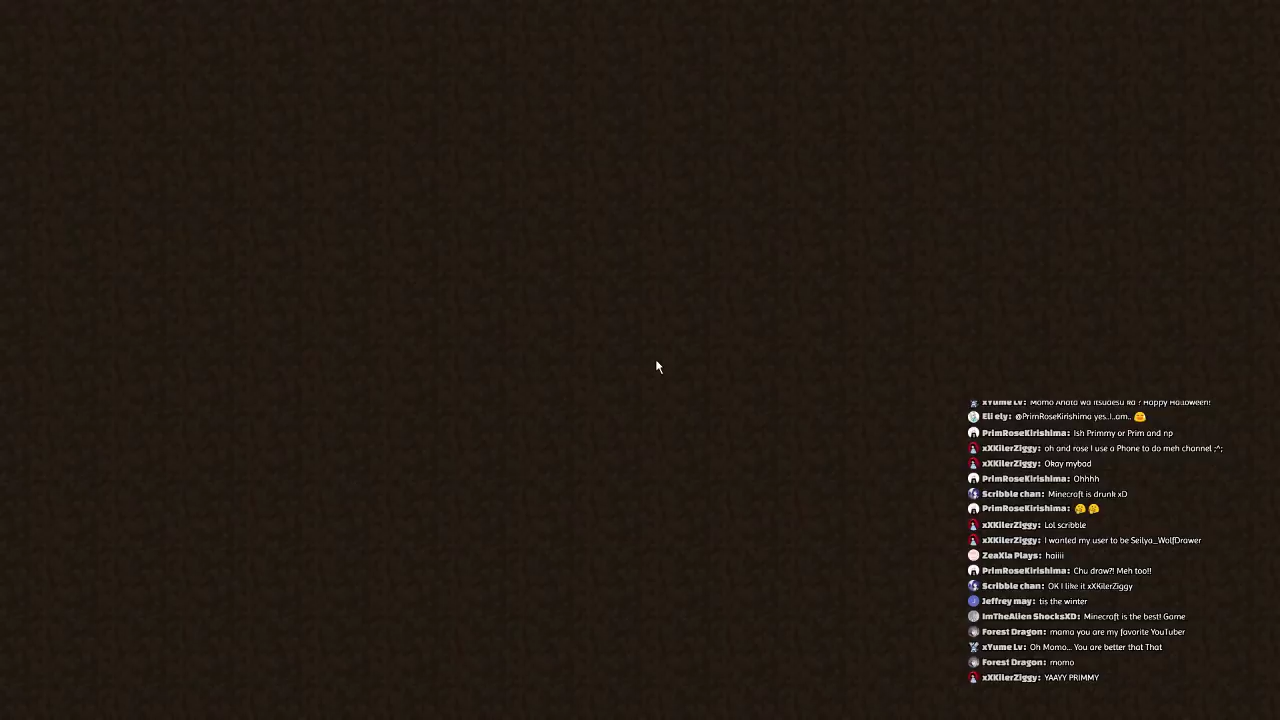 xYume Lv: Momo Anata wa itsudesu ka ? Happy Halloween!
Eli ely: @PrimRoseKirishima yes..I..am..
PrimRoseKirishima: Ish Primmy or Prim and np
xXKilerZiggy: oh and rose I use a Phone to do meh channel ;^;
xXKilerZiggy: Okay mybad
PrimRoseKirishima: Ohhhh
Scribble chan: Minecraft is drunk xD
PrimRoseKirishima:
xXKilerZiggy: Lol scribble
xXKilerZiggy: I wanted my user to be Seilya_WolfDrawer
ZeaXla Plays: haiiii
PrimRoseKirishima: Chu draw?! Meh too!!
Scribble chan: OK I like it xXKilerZiggy
Jeffrey may: tis the winter
ImTheAlien ShocksXD: Minecraft is the best! Game
Forest Dragon: mama you are my favorite YouTuber
xYume Lv: Oh Momo... You are better that That
Forest Dragon: momo
xXKilerZiggy: YAAYY PRIMMY